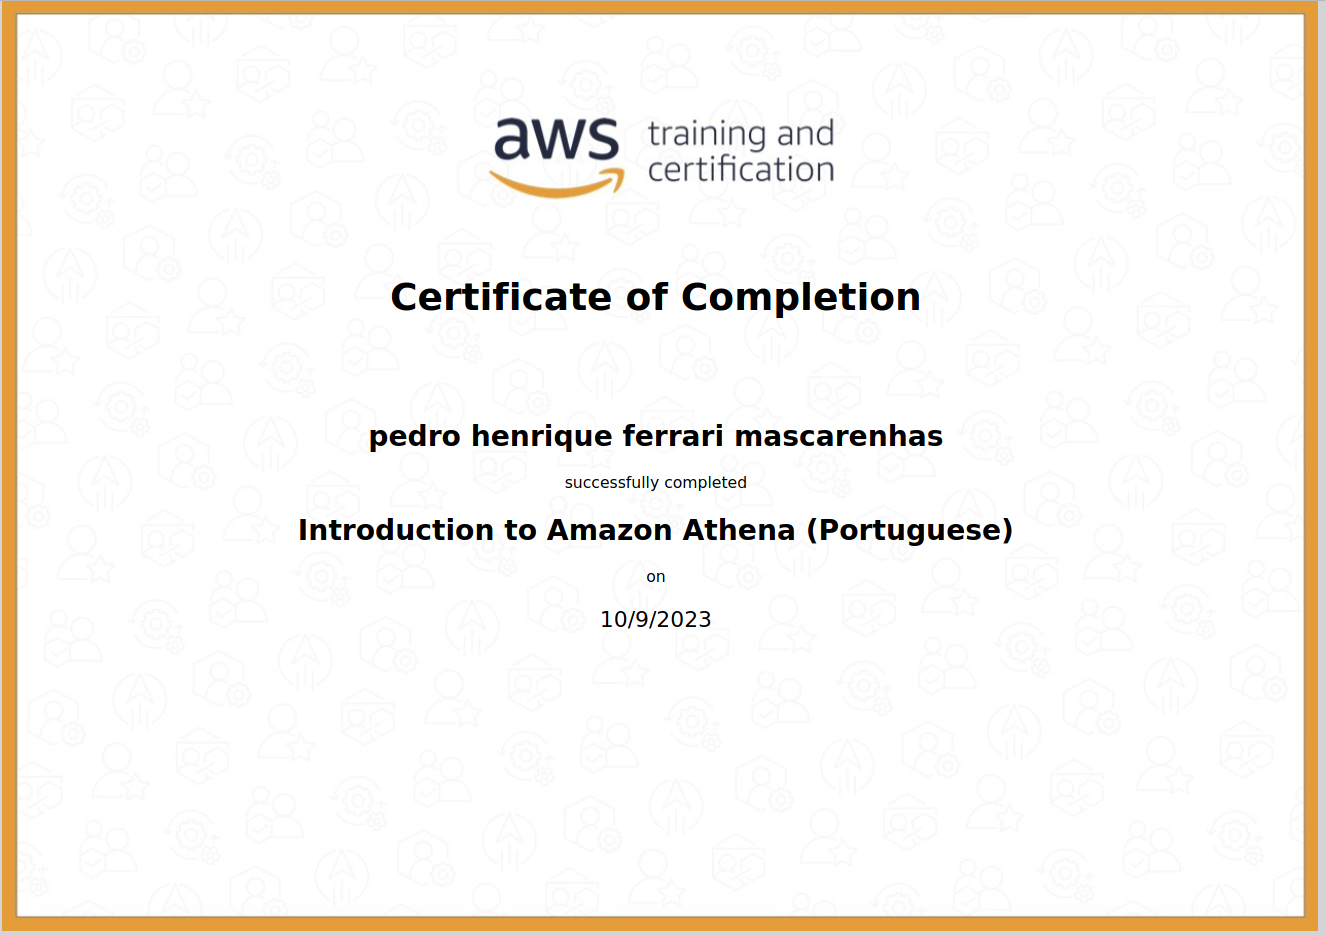 aws training and
certification
Certificate of Completion
pedro henrique ferrari mascarenhas
successfully completed
Introduction to Amazon Athena (Portuguese)
on
10/9/2023